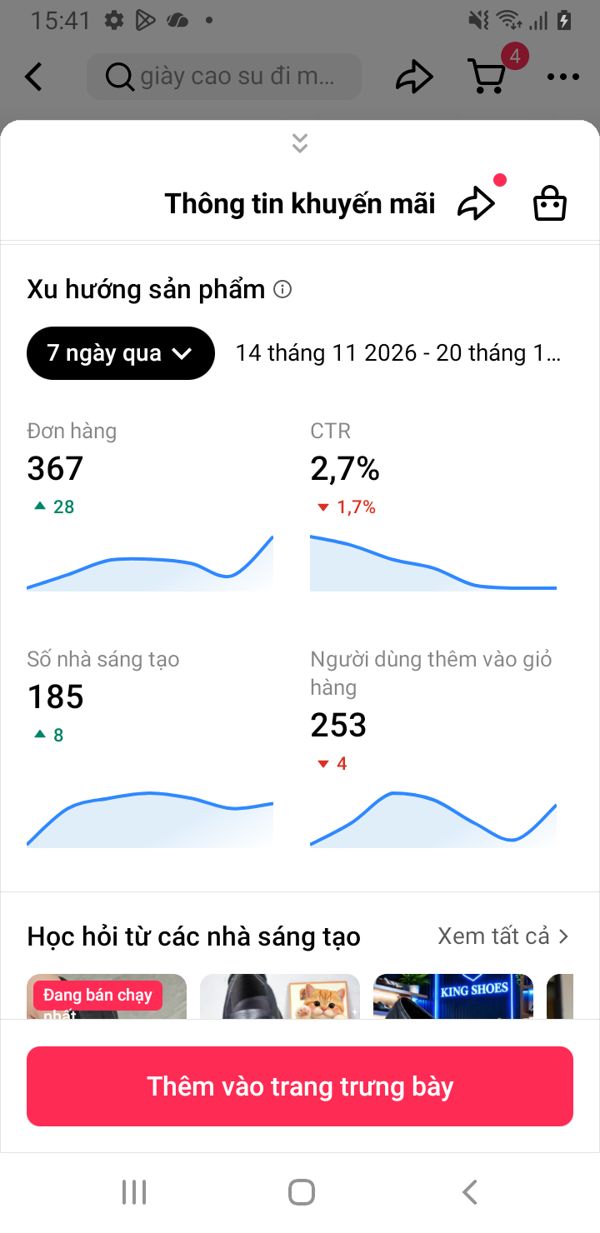 15:41
giày cao su đi m...
4
Thông tin khuyến mãi
Xu hướng sản phẩm
7 ngày qua
14 tháng 11 2026 - 20 tháng 1...
Đơn hàng
367
28
CTR
2,7%
1,7%
Số nhà sáng tạo
185
8
Người dùng thêm vào giỏ
hàng
253
4
Học hỏi từ các nhà sáng tạo
Xem tất cả
Đang bán chạy
nhất
KING SHOES
Thêm vào trang trưng bày